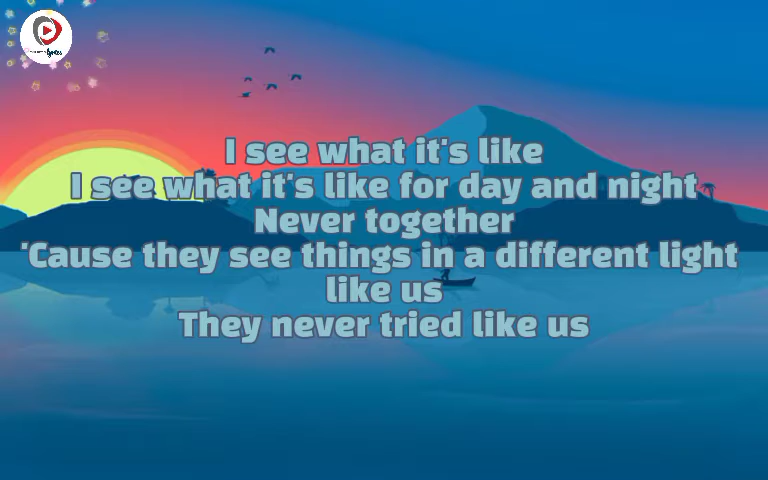 I see what it's like
I see what it's like for day and night
Never together
'Cause they see things in a different light
like us
They never tried like us